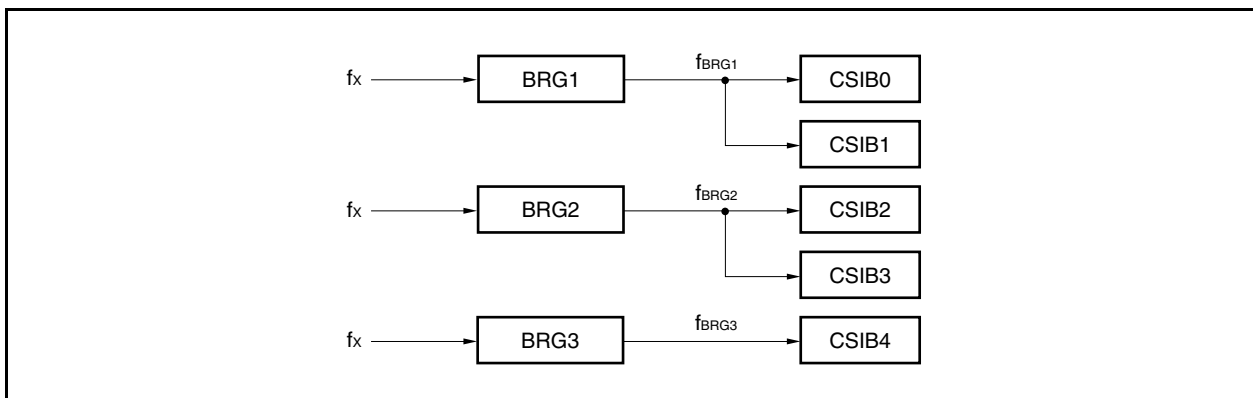 fX BRG1 fBRG1 CSIB0
CSIB1
fX BRG2 fBRG2 CSIB2
CSIB3
fX BRG3 fBRG3 CSIB4